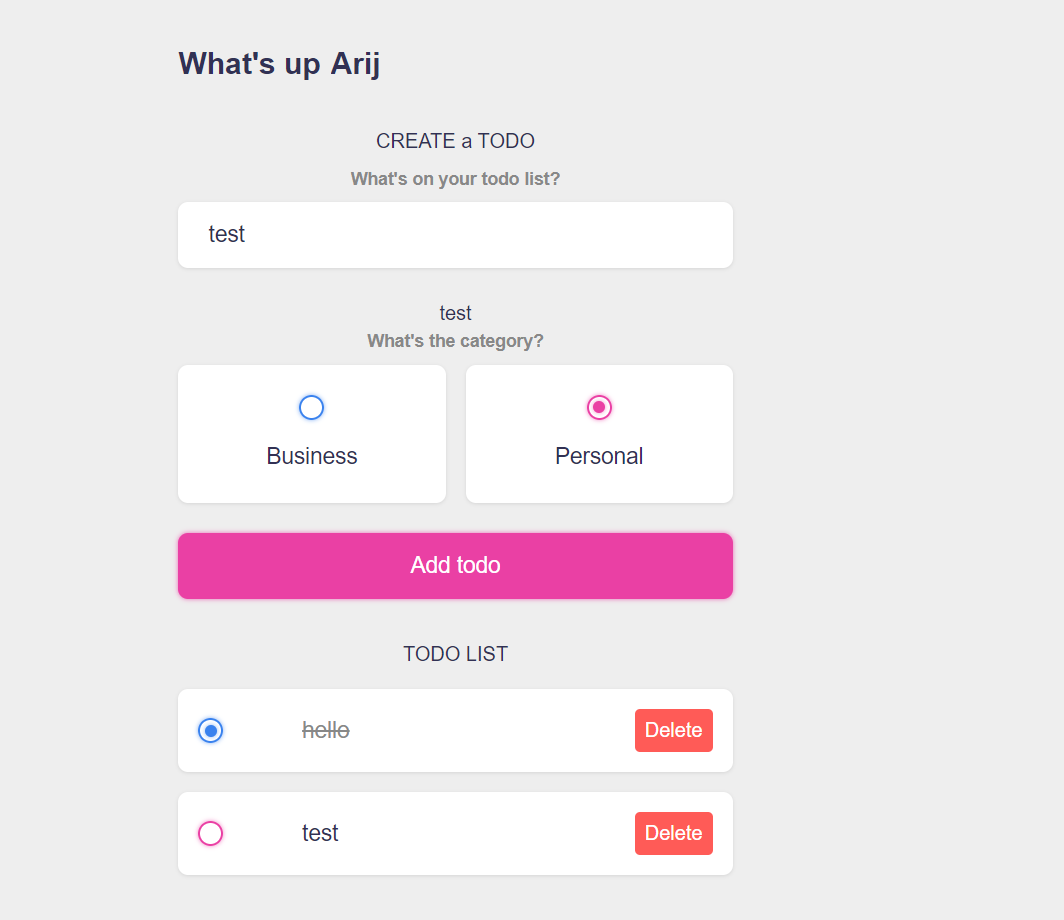 What's up Arij
CREATE a TODO
What's on your todo list?
test
test
What's the category?
Business
Personal
Add todo
TODO LIST
hello
Delete
test
Delete